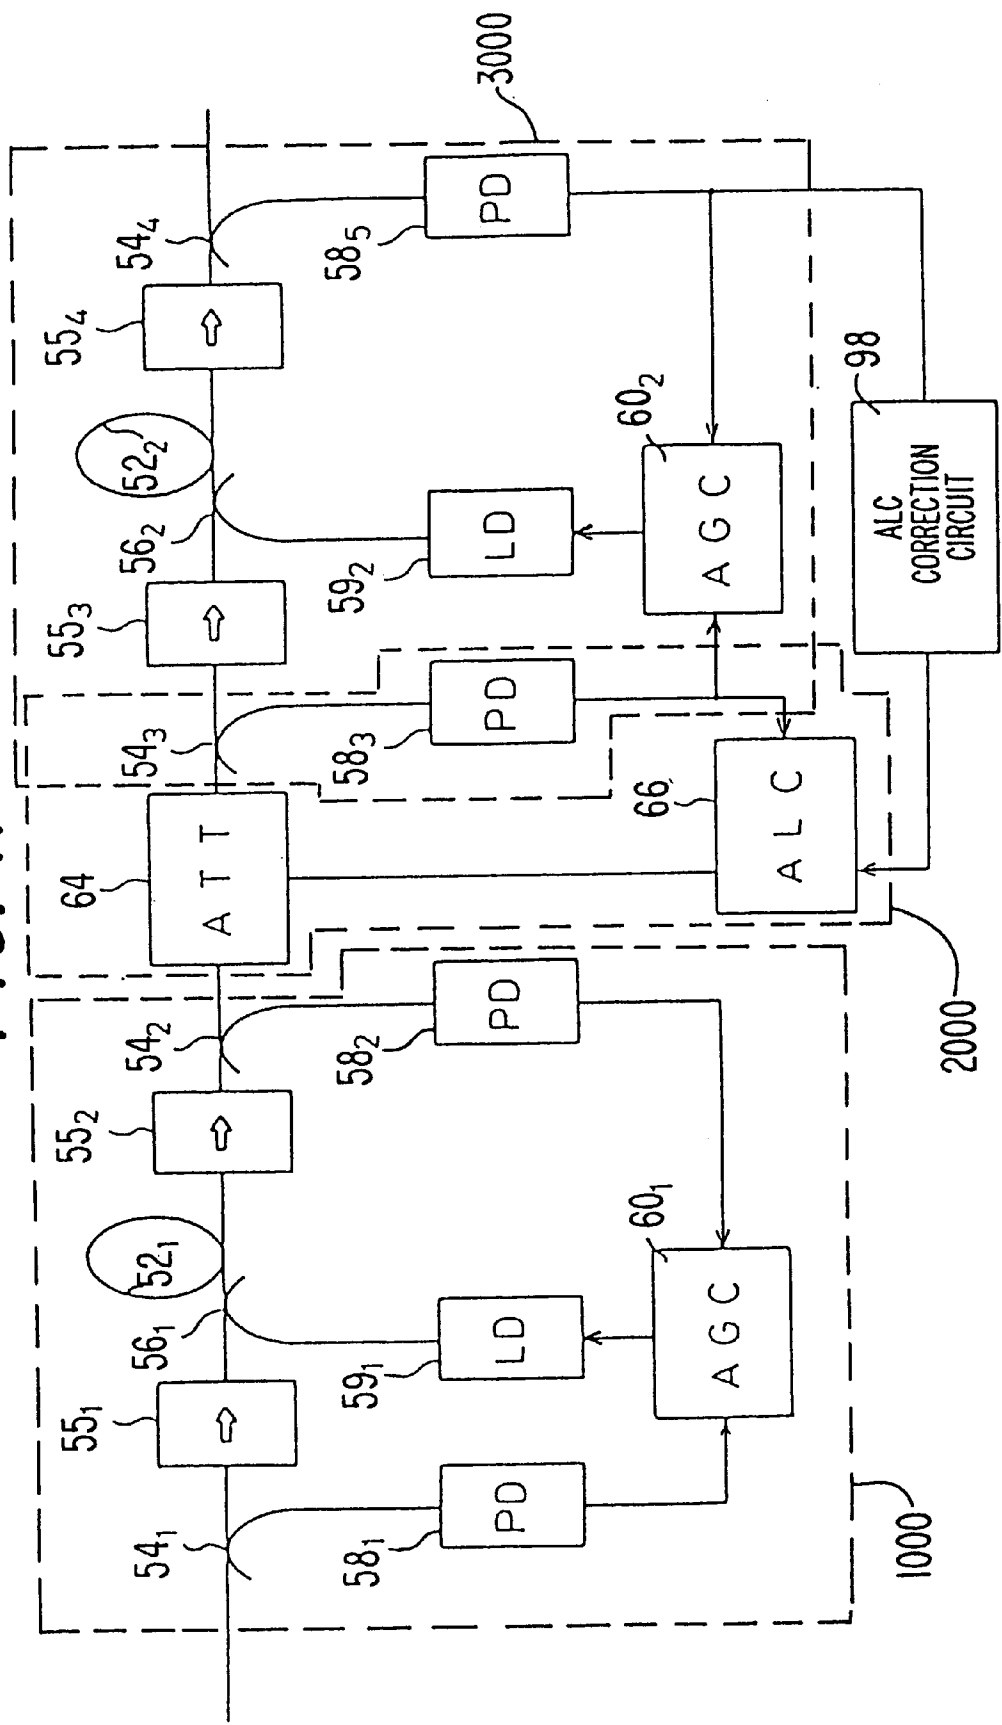 55₁
56₁
52₁
55₂
54₂
64
A T T
54₃
55₃
56₂
52₂
55₄
54₄
3000
54₁
58₁
PD
59₁
LD
58₂
PD
58₃
PD
59₂
LD
58₅
PD
60₁
A G C
66
A L C
60₂
A G C
98
ALC
CORRECTION
CIRCUIT
1000
2000